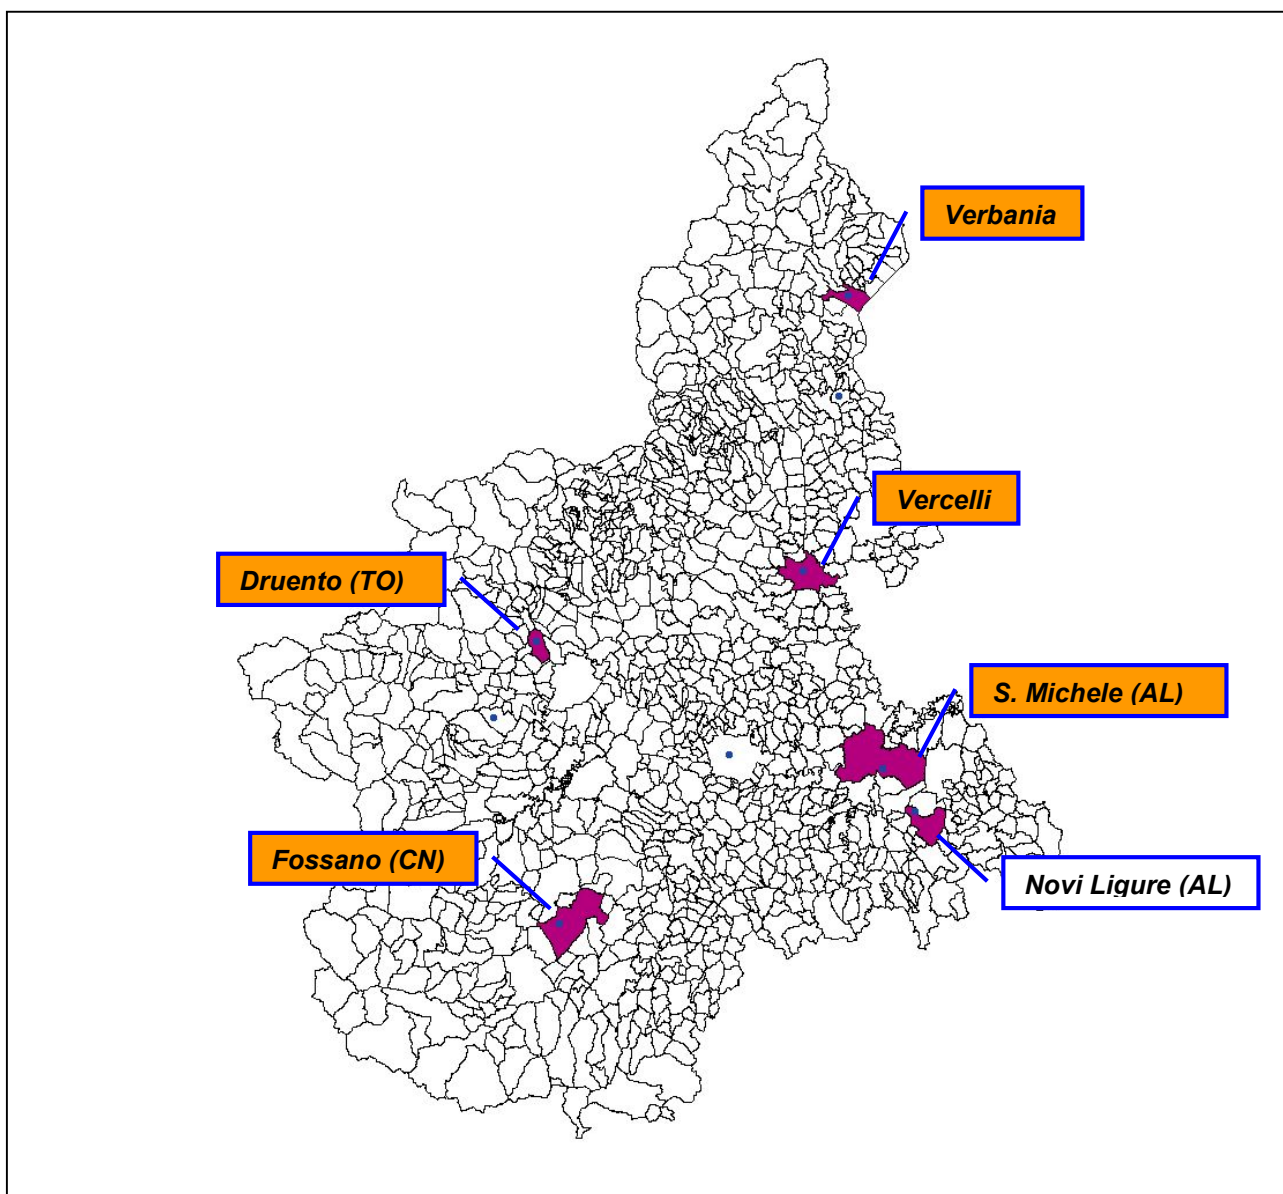 Verbania
Vercelli
Druento (TO)
S. Michele (AL)
Fossano (CN)
Novi Ligure (AL)